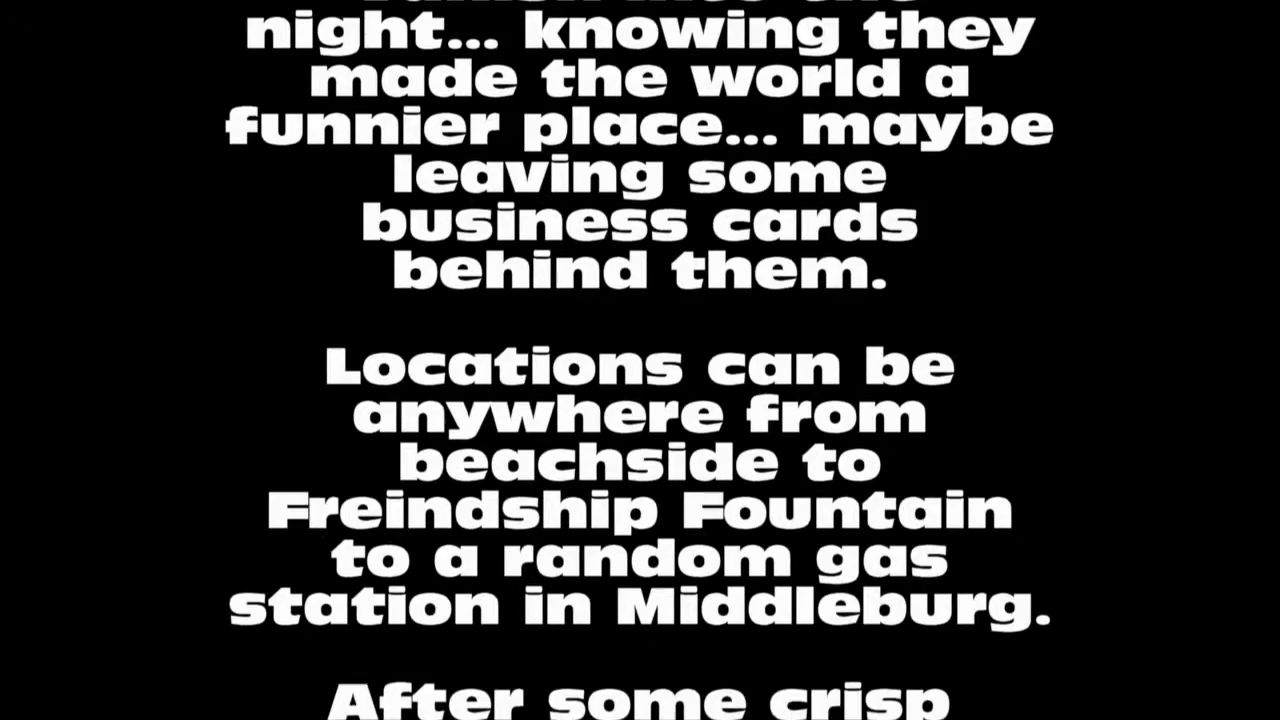 night... knowing they
made the world a
funnier place... maybe
leaving some
business cards
behind them.
Locations can be
anywhere from
beachside to
Freindship Fountain
to a random gas
station in Middleburg.
After some crisp